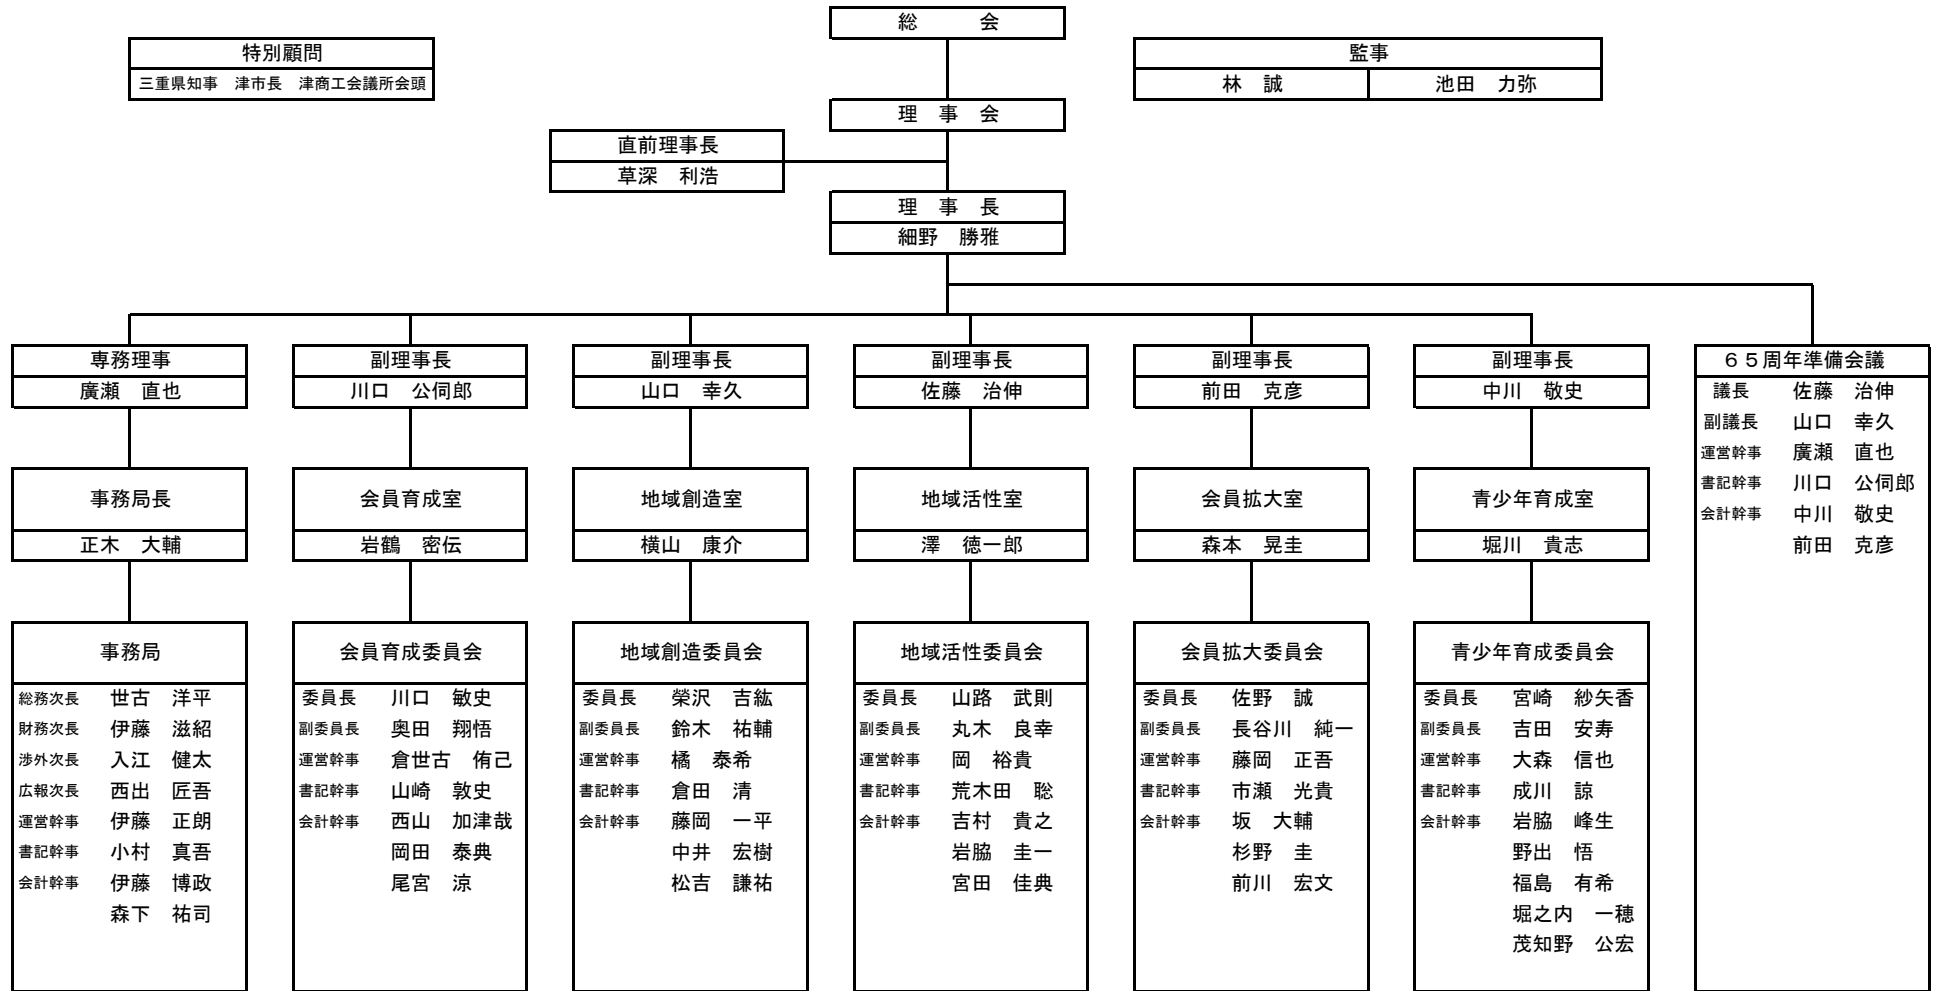 総　　会
特別顧問
三重県知事　津市長　津商工会議所会頭
監事
林　誠　池田　力弥
理　事　会
直前理事長
草深　利浩
理　事　長
細野　勝雅
専務理事
廣瀬　直也
事務局長
正木　大輔
事務局
総務次長　世古　洋平
財務次長　伊藤　滋紹
渉外次長　入江　健太
広報次長　西出　匠吾
運営幹事　伊藤　正朗
書記幹事　小村　真吾
会計幹事　伊藤　博政
森下　祐司
副理事長
川口　公伺郎
会員育成室
岩鶴　密伝
会員育成委員会
委員長　川口　敏史
副委員長　奥田　翔悟
運営幹事　倉世古　侑己
書記幹事　山崎　敦史
会計幹事　西山　加津哉
岡田　泰典
尾宮　涼
副理事長
山口　幸久
地域創造室
横山　康介
地域創造委員会
委員長　榮沢　吉紘
副委員長　鈴木　祐輔
運営幹事　橘　泰希
書記幹事　倉田　清
会計幹事　藤岡　一平
中井　宏樹
松吉　謙祐
副理事長
佐藤　治伸
地域活性室
澤　徳一郎
地域活性委員会
委員長　山路　武則
副委員長　丸木　良幸
運営幹事　岡　裕貴
書記幹事　荒木田　聡
会計幹事　吉村　貴之
岩脇　圭一
宮田　佳典
副理事長
前田　克彦
会員拡大室
森本　晃圭
会員拡大委員会
委員長　佐野　誠
副委員長　長谷川　純一
運営幹事　藤岡　正吾
書記幹事　市瀬　光貴
会計幹事　坂　大輔
杉野　圭
前川　宏文
副理事長
中川　敬史
青少年育成室
堀川　貴志
青少年育成委員会
委員長　宮崎　紗矢香
副委員長　吉田　安寿
運営幹事　大森　信也
書記幹事　成川　諒
会計幹事　岩脇　峰生
野出　悟
福島　有希
堀之内　一穂
茂知野　公宏
６５周年準備会議
議長　佐藤　治伸
副議長　山口　幸久
運営幹事　廣瀬　直也
書記幹事　川口　公伺郎
会計幹事　中川　敬史
前田　克彦